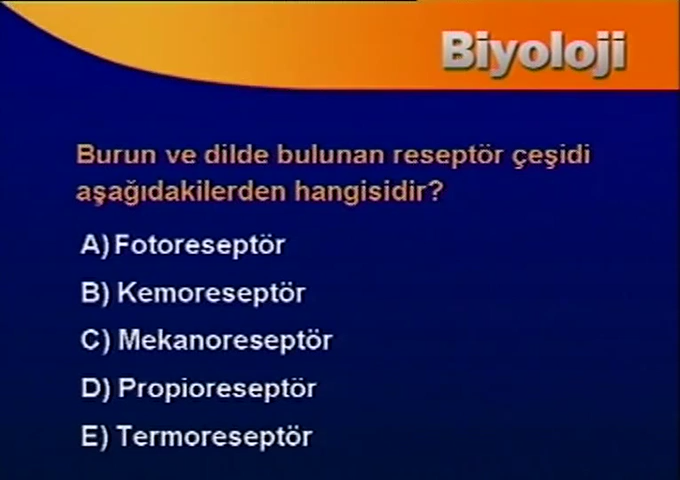 Biyoloji
Burun ve dilde bulunan reseptör çeşidi
aşağıdakilerden hangisidir?
A) Fotoreseptör
B) Kemoreseptör
C) Mekanoreseptör
D) Propioreseptör
E) Termoreseptör